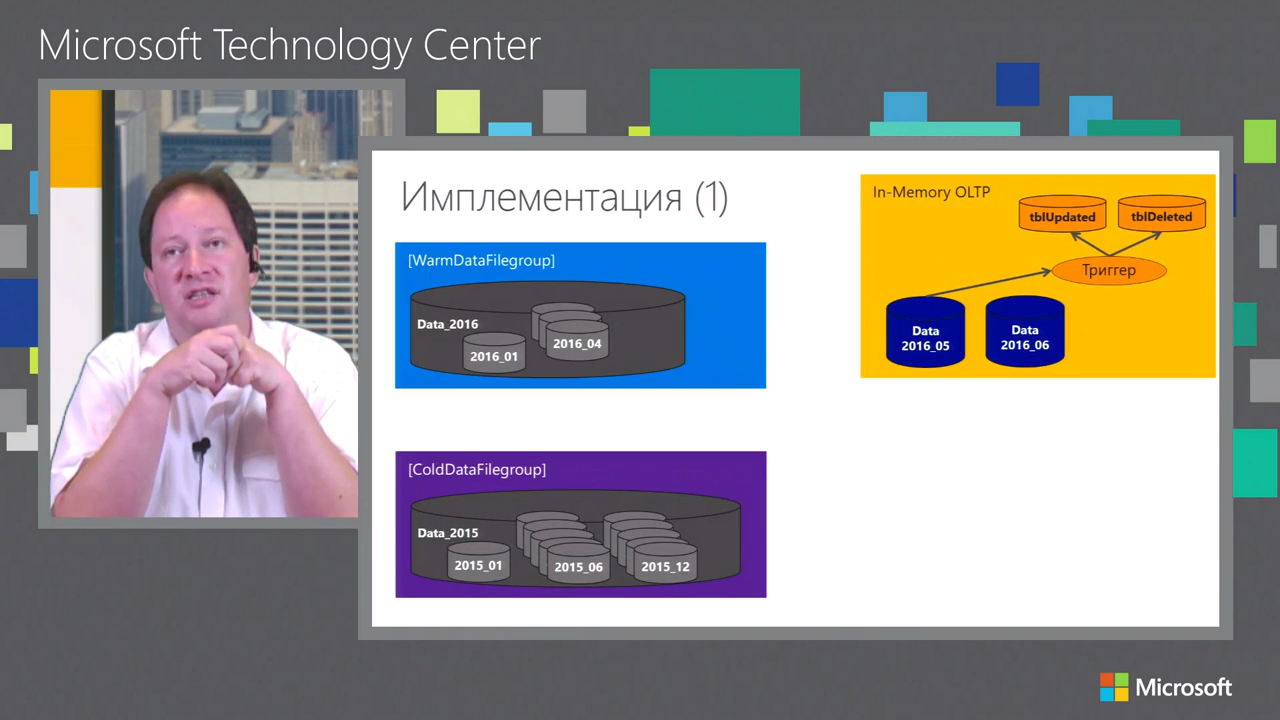 Microsoft Technology Center
Имплементация (1)
[WarmDataFilegroup]
Data_2016
2016_01
2016_04
[ColdDataFilegroup]
Data_2015
2015_01
2015_06
2015_12
In-Memory OLTP
tblUpdated
tblDeleted
Триггер
Data
2016_05
Data
2016_06
Microsoft